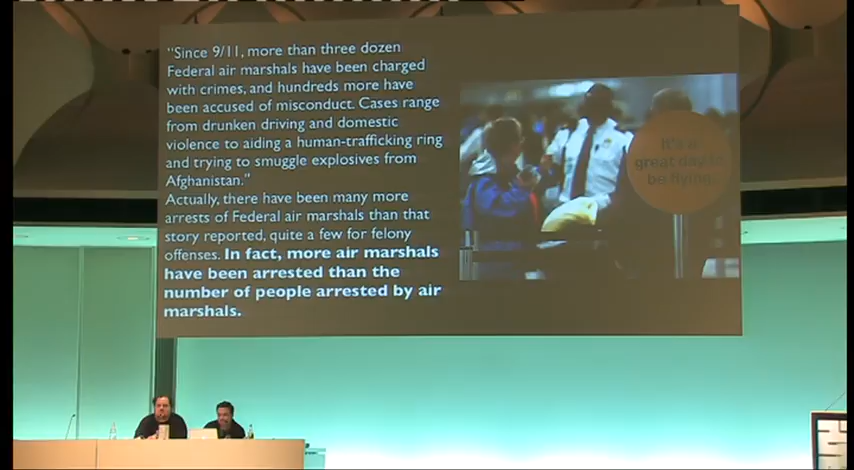 "Since 9/11, more than three dozen
Federal air marshals have been charged
with crimes, and hundreds more have
been accused of misconduct. Cases range
from drunken driving and domestic
violence to aiding a human-trafficking ring
and trying to smuggle explosives from
Afghanistan."
Actually, there have been many more
arrests of Federal air marshals than that
story reported, quite a few for felony
offenses. In fact, more air marshals
have been arrested than the
number of people arrested by air
marshals.
It's a
great day to
be flying.